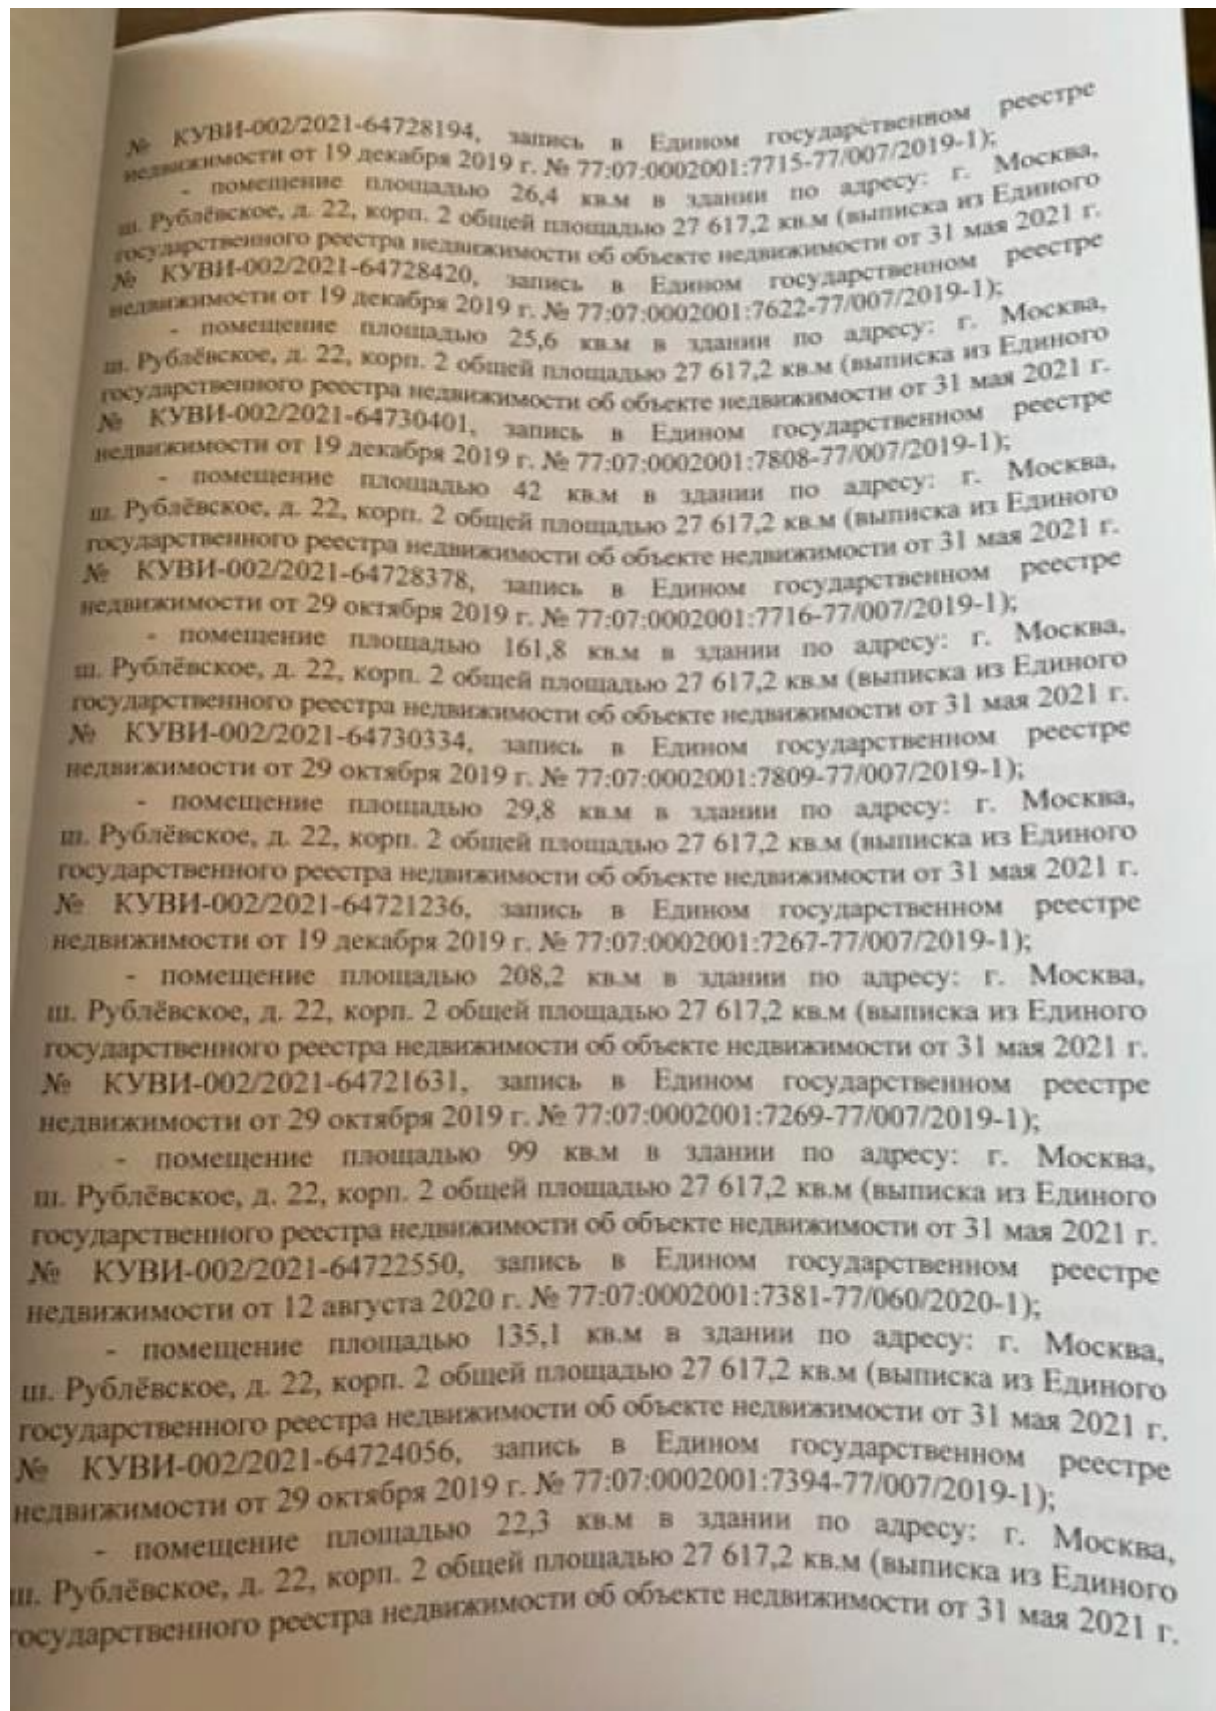 № КУВИ-002/2021-64728194, запись в Едином государственном реестре
недвижимости от 19 декабря 2019 г. № 77:07:0002001:7715-77/007/2019-1);
- помещение площадью 26,4 кв.м в здании по адресу: г. Москва,
ш. Рублёвское, д. 22, корп. 2 общей площадью 27 617,2 кв.м (выписка из Единого
государственного реестра недвижимости об объекте недвижимости от 31 мая 2021 г.
№ КУВИ-002/2021-64728420, запись в Едином государственном реестре
недвижимости от 19 декабря 2019 г. № 77:07:0002001:7622-77/007/2019-1);
- помещение площадью 25,6 кв.м в здании по адресу: г. Москва,
ш. Рублёвское, д. 22, корп. 2 общей площадью 27 617,2 кв.м (выписка из Единого
государственного реестра недвижимости об объекте недвижимости от 31 мая 2021 г.
№ КУВИ-002/2021-64730401, запись в Едином государственном реестре
недвижимости от 19 декабря 2019 г. № 77:07:0002001:7808-77/007/2019-1);
- помещение площадью 42 кв.м в здании по адресу: г. Москва,
ш. Рублёвское, д. 22, корп. 2 общей площадью 27 617,2 кв.м (выписка из Единого
государственного реестра недвижимости об объекте недвижимости от 31 мая 2021 г.
№ КУВИ-002/2021-64728378, запись в Едином государственном реестре
недвижимости от 29 октября 2019 г. № 77:07:0002001:7716-77/007/2019-1);
- помещение площадью 161,8 кв.м в здании по адресу: г. Москва,
ш. Рублёвское, д. 22, корп. 2 общей площадью 27 617,2 кв.м (выписка из Единого
государственного реестра недвижимости об объекте недвижимости от 31 мая 2021 г.
№ КУВИ-002/2021-64730334, запись в Едином государственном реестре
недвижимости от 29 октября 2019 г. № 77:07:0002001:7809-77/007/2019-1);
- помещение площадью 29,8 кв.м в здании по адресу: г. Москва,
ш. Рублёвское, д. 22, корп. 2 общей площадью 27 617,2 кв.м (выписка из Единого
государственного реестра недвижимости об объекте недвижимости от 31 мая 2021 г.
№ КУВИ-002/2021-64721236, запись в Едином государственном реестре
недвижимости от 19 декабря 2019 г. № 77:07:0002001:7267-77/007/2019-1);
- помещение площадью 208,2 кв.м в здании по адресу: г. Москва,
ш. Рублёвское, д. 22, корп. 2 общей площадью 27 617,2 кв.м (выписка из Единого
государственного реестра недвижимости об объекте недвижимости от 31 мая 2021 г.
№ КУВИ-002/2021-64721631, запись в Едином государственном реестре
недвижимости от 29 октября 2019 г. № 77:07:0002001:7269-77/007/2019-1);
- помещение площадью 99 кв.м в здании по адресу: г. Москва,
ш. Рублёвское, д. 22, корп. 2 общей площадью 27 617,2 кв.м (выписка из Единого
государственного реестра недвижимости об объекте недвижимости от 31 мая 2021 г.
№ КУВИ-002/2021-64722550, запись в Едином государственном реестре
недвижимости от 12 августа 2020 г. № 77:07:0002001:7381-77/060/2020-1);
- помещение площадью 135,1 кв.м в здании по адресу: г. Москва,
ш. Рублёвское, д. 22, корп. 2 общей площадью 27 617,2 кв.м (выписка из Единого
государственного реестра недвижимости об объекте недвижимости от 31 мая 2021 г.
№ КУВИ-002/2021-64724056, запись в Едином государственном реестре
недвижимости от 29 октября 2019 г. № 77:07:0002001:7394-77/007/2019-1);
- помещение площадью 22,3 кв.м в здании по адресу: г. Москва,
ш. Рублёвское, д. 22, корп. 2 общей площадью 27 617,2 кв.м (выписка из Единого
государственного реестра недвижимости об объекте недвижимости от 31 мая 2021 г.